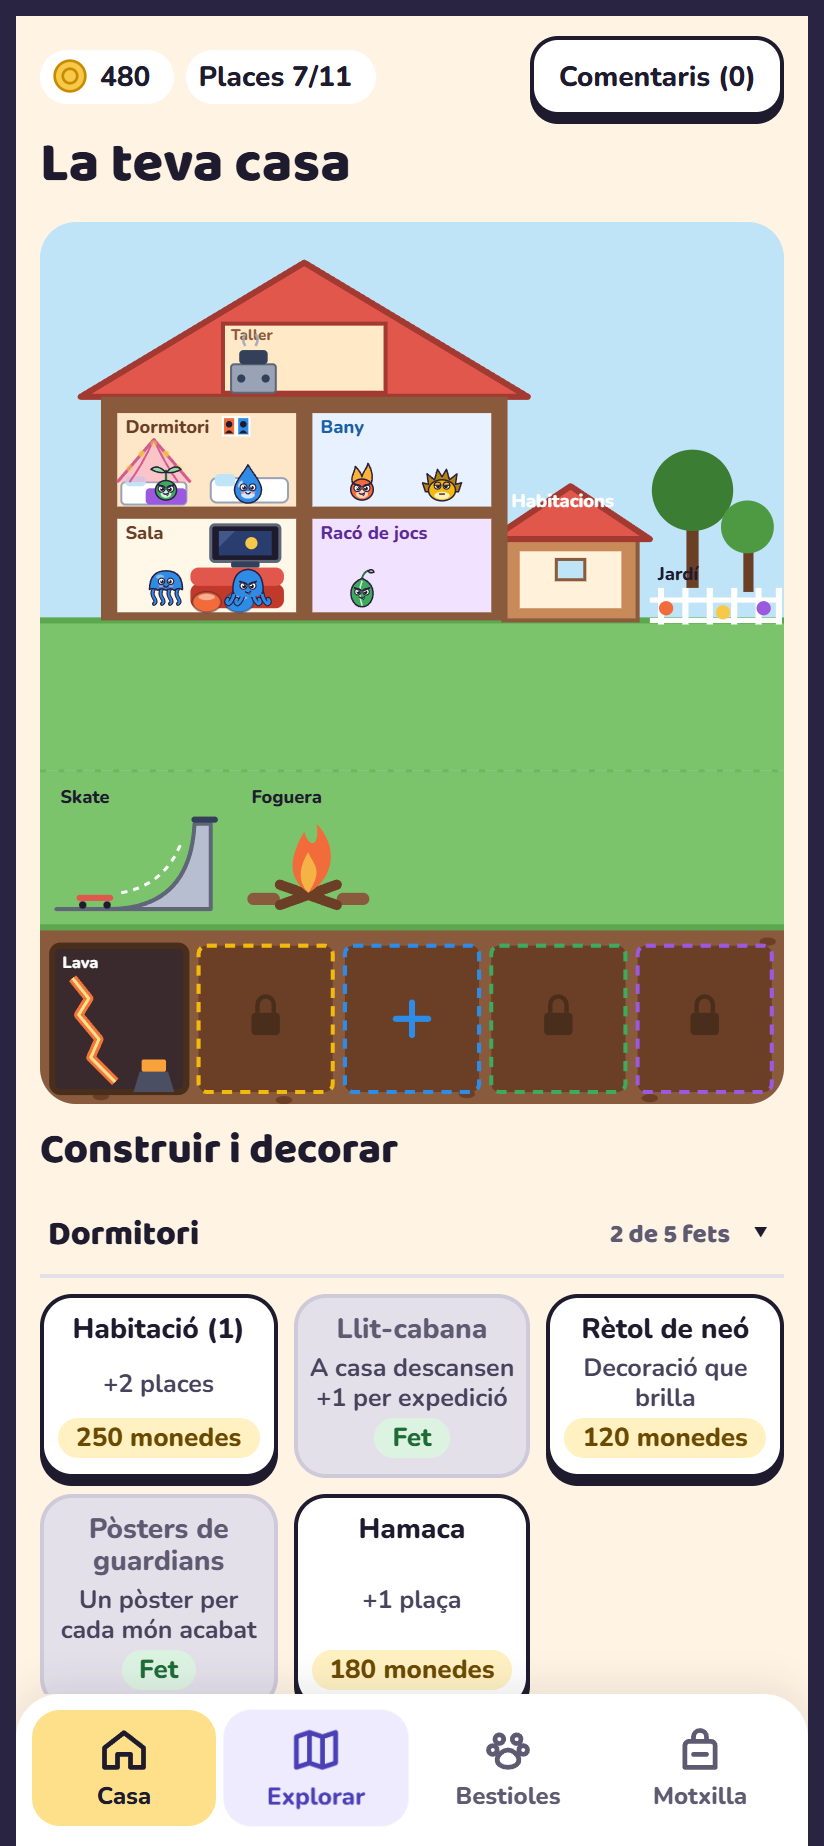 480
Places 7/11
Comentaris (0)
La teva casa
Taller
Dormitori
Bany
Habitacions
Sala
Racó de jocs
Jardí
Skate
Foguera
Lava
Construir i decorar
Dormitori
2 de 5 fets
Habitació (1)
+2 places
250 monedes
Llit-cabana
A casa descansen
+1 per expedició
Fet
Rètol de neó
Decoració que
brilla
120 monedes
Pòsters de
guardians
Un pòster per
cada món acabat
Fet
Hamaca
+1 plaça
180 monedes
Casa
Explorar
Bestioles
Motxilla